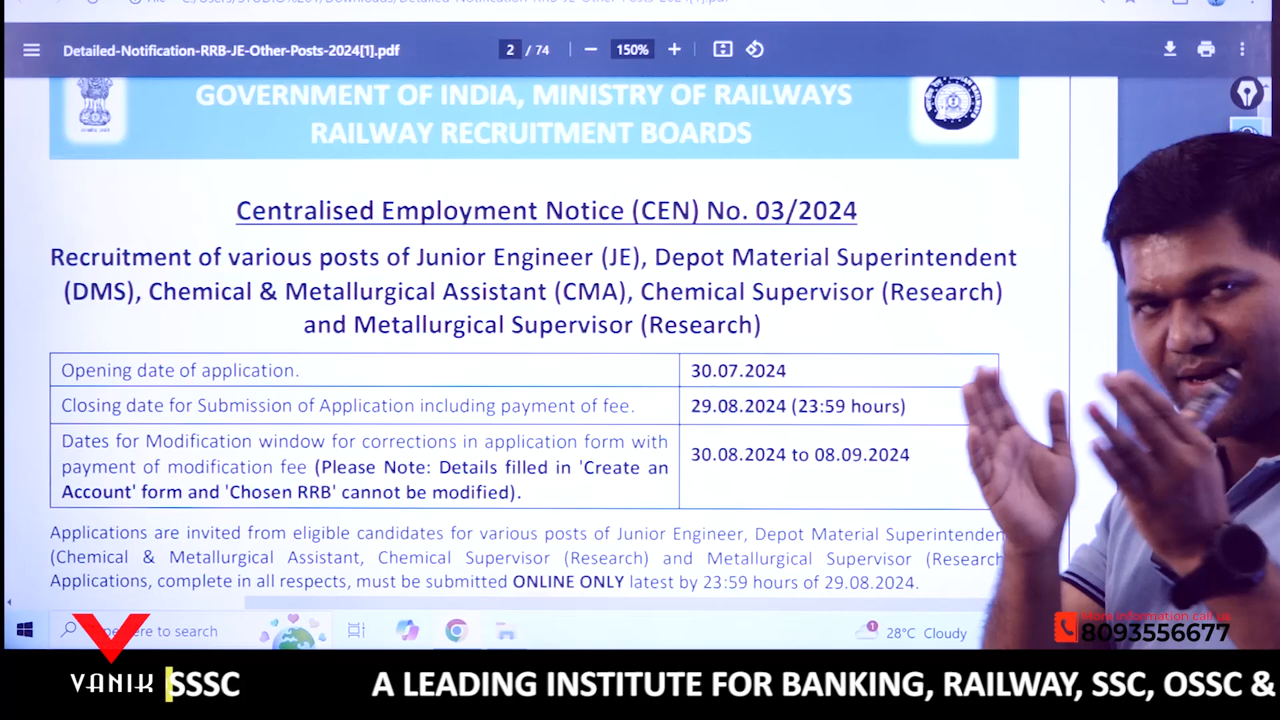 Detailed-Notification-RRB-JE-Other-Posts-2024[1].pdf
2 / 74
150%
GOVERNMENT OF INDIA, MINISTRY OF RAILWAYS
RAILWAY RECRUITMENT BOARDS
Centralised Employment Notice (CEN) No. 03/2024
Recruitment of various posts of Junior Engineer (JE), Depot Material Superintendent
(DMS), Chemical & Metallurgical Assistant (CMA), Chemical Supervisor (Research)
and Metallurgical Supervisor (Research)
Opening date of application. 30.07.2024
Closing date for Submission of Application including payment of fee. 29.08.2024 (23:59 hours)
Dates for Modification window for corrections in application form with
payment of modification fee (Please Note: Details filled in 'Create an
Account' form and 'Chosen RRB' cannot be modified).
30.08.2024 to 08.09.2024
Applications are invited from eligible candidates for various posts of Junior Engineer, Depot Material Superintenden
(Chemical & Metallurgical Assistant, Chemical Supervisor (Research) and Metallurgical Supervisor (Research
Applications, complete in all respects, must be submitted ONLINE ONLY latest by 23:59 hours of 29.08.2024.
here to search
1
28°C Cloudy
More information call us
8093556677
VANIK
SSSC
A LEADING INSTITUTE FOR BANKING, RAILWAY, SSC, OSSC &